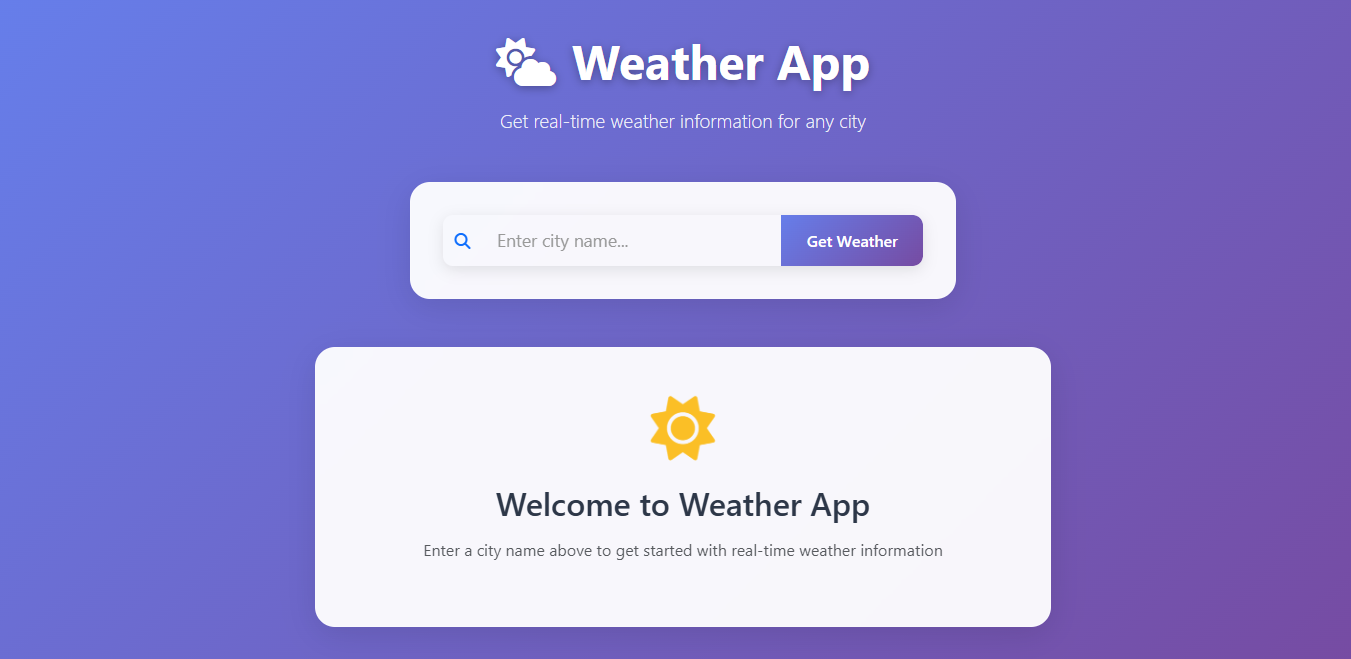 Weather App
Get real-time weather information for any city
Enter city name...
Get Weather
Welcome to Weather App
Enter a city name above to get started with real-time weather information